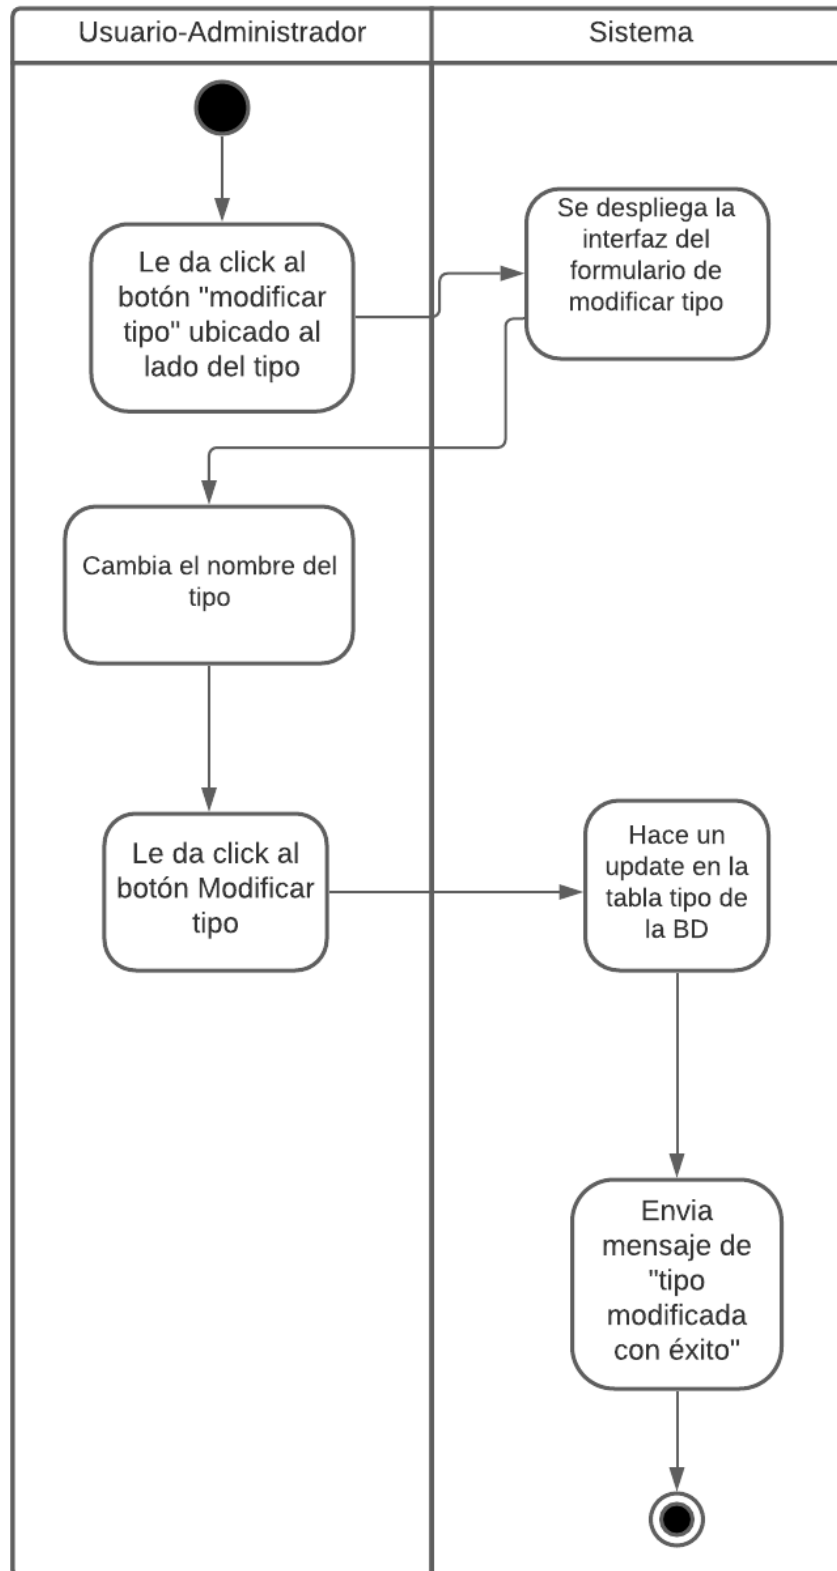 Usuario-Administrador
Sistema
Le da click al
botón "modificar
tipo" ubicado al
lado del tipo
Se despliega la
interfaz del
formulario de
modificar tipo
Cambia el nombre del
tipo
Le da click al
botón Modificar
tipo
Hace un
update en la
tabla tipo de
la BD
Envia
mensaje de
"tipo
modificada
con éxito"